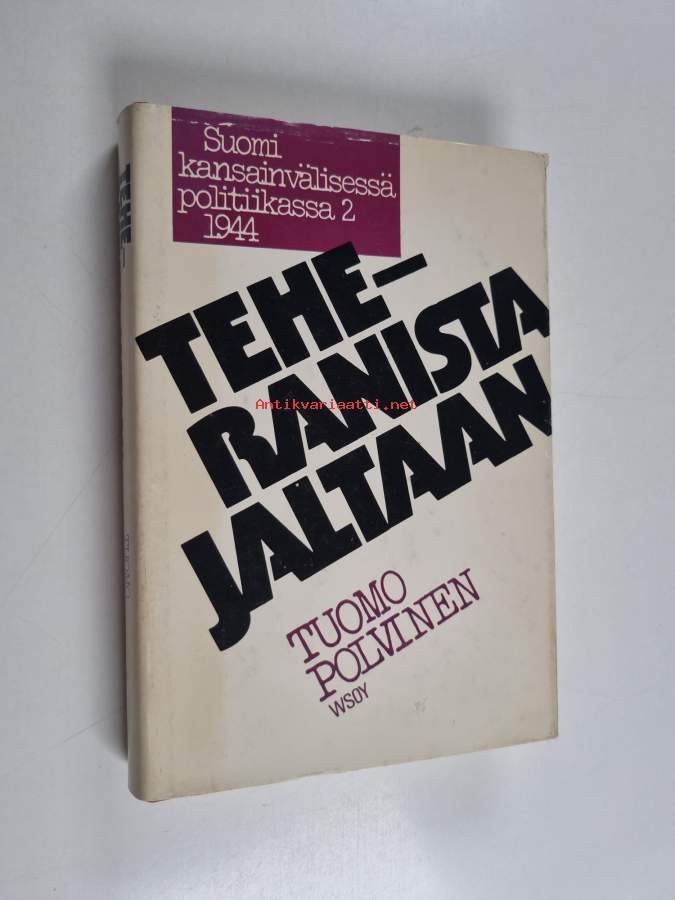 Suomi
kansainvälisessä
politiikassa 2
1944
TEHE–
RANISTA
JALTAAN
TUOMO
POLVINEN
WSOY
TEHE–
Antikvariaatti.net